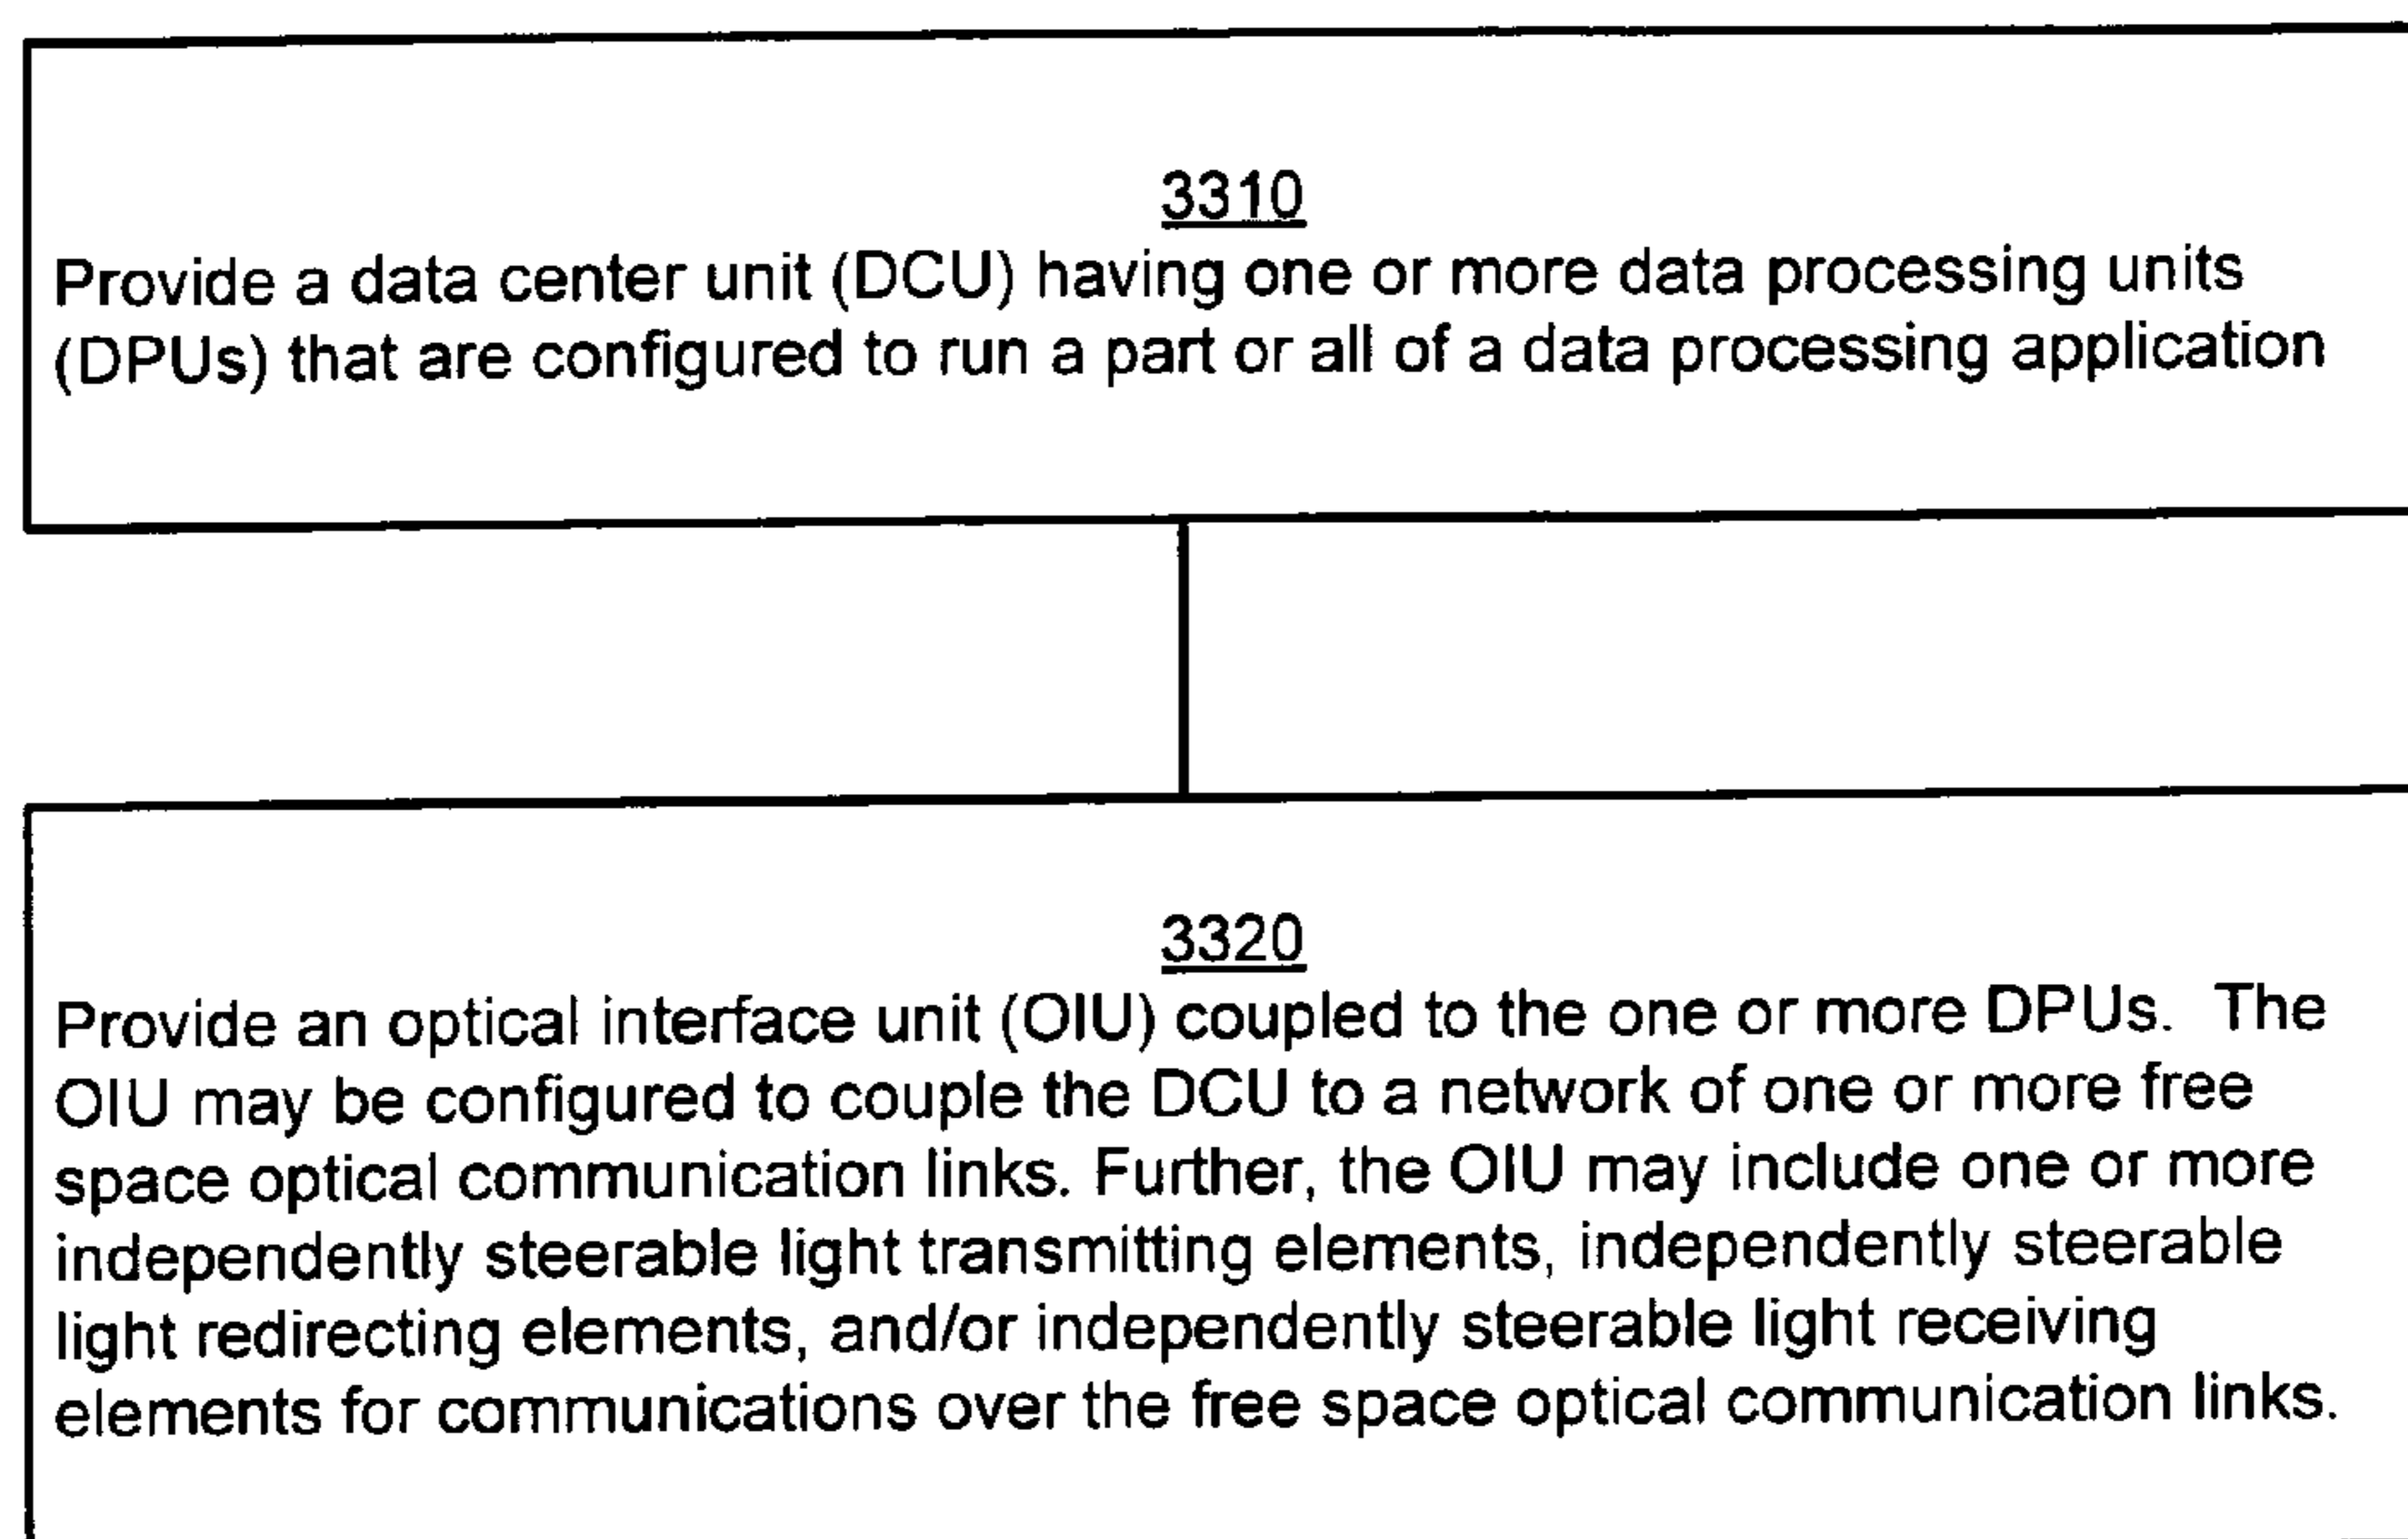 3310
Provide a data center unit (DCU) having one or more data processing units
(DPUs) that are configured to run a part or all of a data processing application
3320
Provide an optical interface unit (OIU) coupled to the one or more DPUs.  The
OIU may be configured to couple the DCU to a network of one or more free
space optical communication links. Further, the OIU may include one or more
independently steerable light transmitting elements, independently steerable
light redirecting elements, and/or independently steerable light receiving
elements for communications over the free space optical communication links.